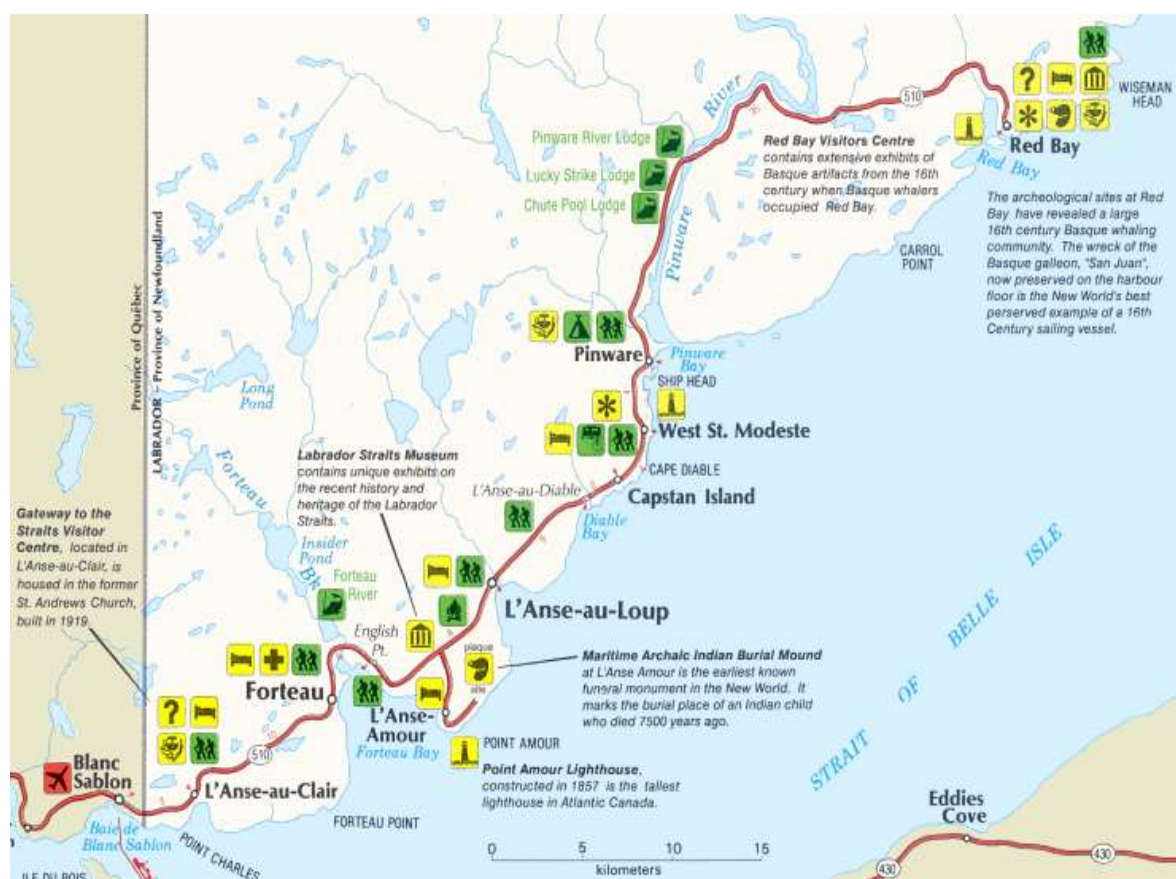 WISEMAN
HEAD
510
Red Bay
Red Bay
River
Pinware
Pinware River Lodge
Lucky Strike Lodge
Chute Pool Lodge
Red Bay Visitors Centre
contains extensive exhibits of
Basque artifacts from the 16th
century when Basque whalers
occupied Red Bay.
The archeological sites at Red
Bay have revealed a large
16th century Basque whaling
community. The wreck of the
Basque galleon, "San Juan",
now preserved on the harbour
floor is the New World's best
perserved example of a 16th
Century sailing vessel.
CARROL
POINT
Province of Québec
LABRADOR – Province of Newfoundland
Pinware
Pinware
Bay
SHIP HEAD
Long
Pond
West St. Modeste
CAPE DIABLE
Capstan Island
L'Anse-au-Diable
Diable
Bay
Labrador Straits Museum
contains unique exhibits on
the recent history and
heritage of the Labrador
Straits.
Forteau
Bk
Insider
Pond
Gateway to the
Straits Visitor
Centre, located in
L'Anse-au-Clair, is
housed in the former
St. Andrews Church,
built in 1919.
Forteau
River
English
Pt.
L'Anse-au-Loup
plaque
site
Maritime Archaic Indian Burial Mound
at L'Anse Amour is the earliest known
funeral monument in the New World. It
marks the burial place of an Indian child
who died 7500 years ago.
STRAIT OF BELLE ISLE
Forteau
L'Anse-
Amour
Forteau Bay
POINT AMOUR
Point Amour Lighthouse,
constructed in 1857 is the tallest
lighthouse in Atlantic Canada.
?
?
510
Blanc
Sablon
L'Anse-au-Clair
FORTEAU POINT
Baie de
Blanc Sablon
POINT CHARLES
ILE DU BOIS
Eddies
Cove
430
430
0 5 10 15
kilometers